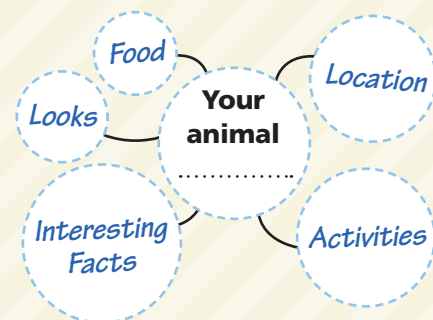 Food
Location
Looks
Your
animal
...............
Interesting
Facts
Activities